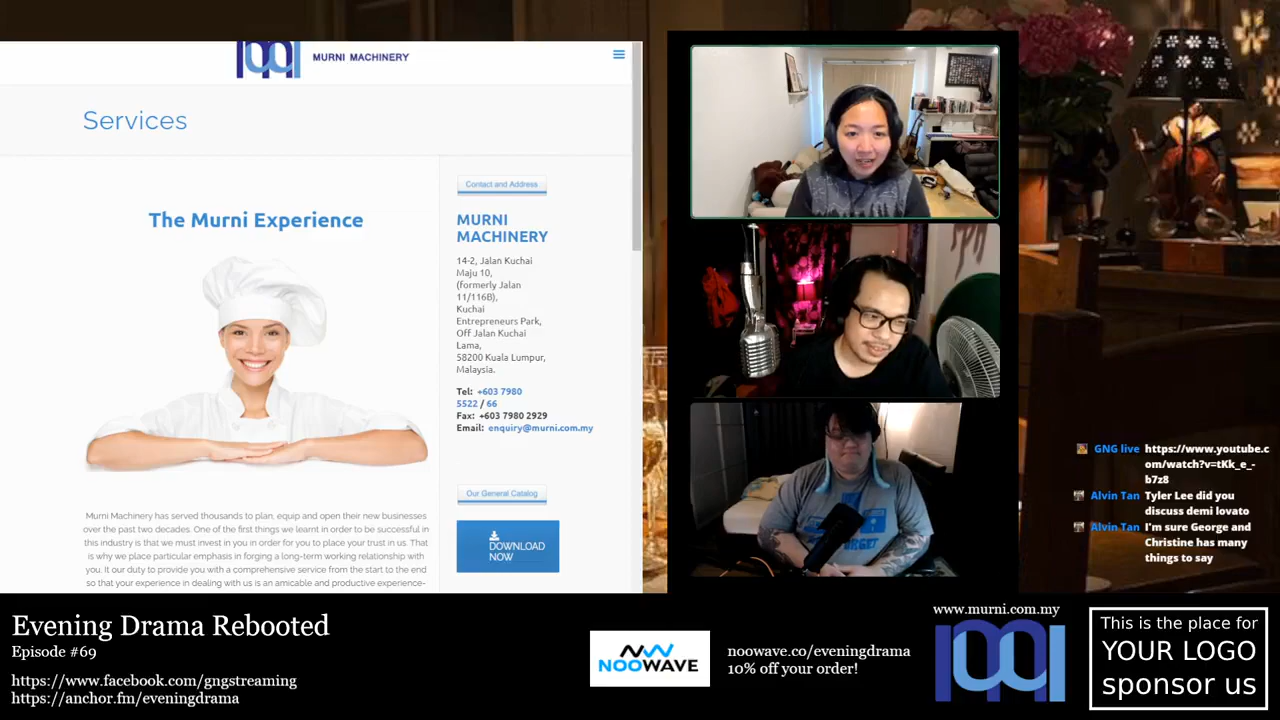 MURNI MACHINERY
Services
The Murni Experience
Murni Machinery has served thousands to plan, equip and open their new businesses
over the past two decades. One of the first things we learnt in order to be successful in
this industry is that we must invest in you in order for you to place your trust in us. That
is why we place particular emphasis in forging a long-term working relationship with
you. It our duty to provide you with a comprehensive service from the start to the end
so that your experience in dealing with us is an amicable and productive experience-
Contact and Address
MURNI
MACHINERY
14-2, Jalan Kuchai
Maju 10,
(formerly Jalan
11/116B),
Kuchai
Entrepreneurs Park,
Off Jalan Kuchai
Lama,
58200 Kuala Lumpur,
Malaysia.
Tel: +603 7980
5522 / 66
Fax: +603 7980 2929
Email: enquiry@murni.com.my
Our General Catalog
DOWNLOAD
NOW
GNG live https://www.youtube.c
om/watch?v=tKk_e_-
b7z8
Alvin Tan Tyler Lee did you
discuss demi lovato
Alvin Tan I'm sure George and
Christine has many
things to say
Evening Drama Rebooted
Episode #69
https://www.facebook.com/gngstreaming
https://anchor.fm/eveningdrama
NOOWAVE
noowave.co/eveningdrama
10% off your order!
www.murni.com.my
This is the place for
YOUR LOGO
sponsor us